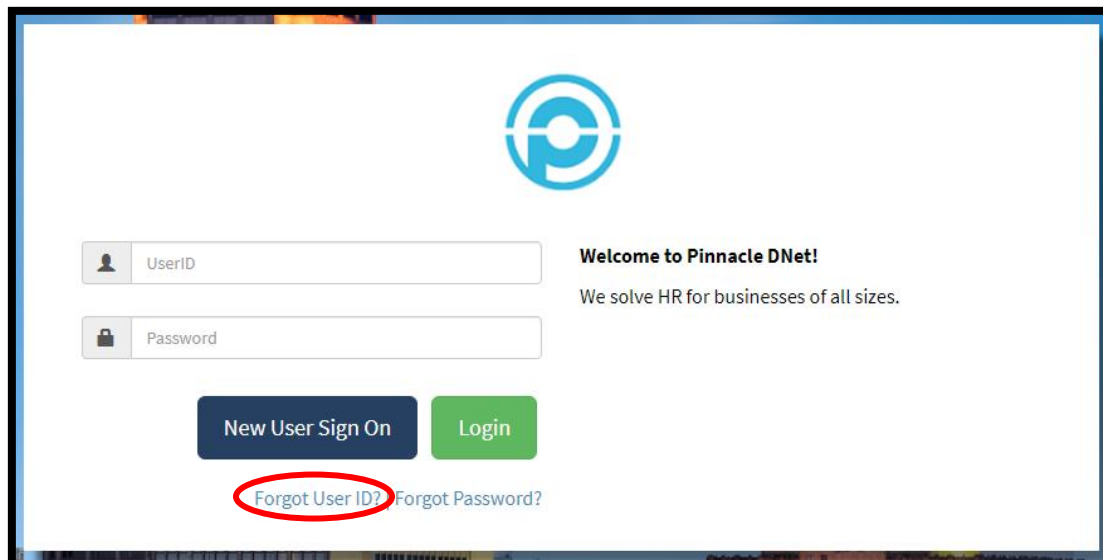 UserID
Welcome to Pinnacle DNet!
We solve HR for businesses of all sizes.
Password
New User Sign On
Login
Forgot User ID? | Forgot Password?